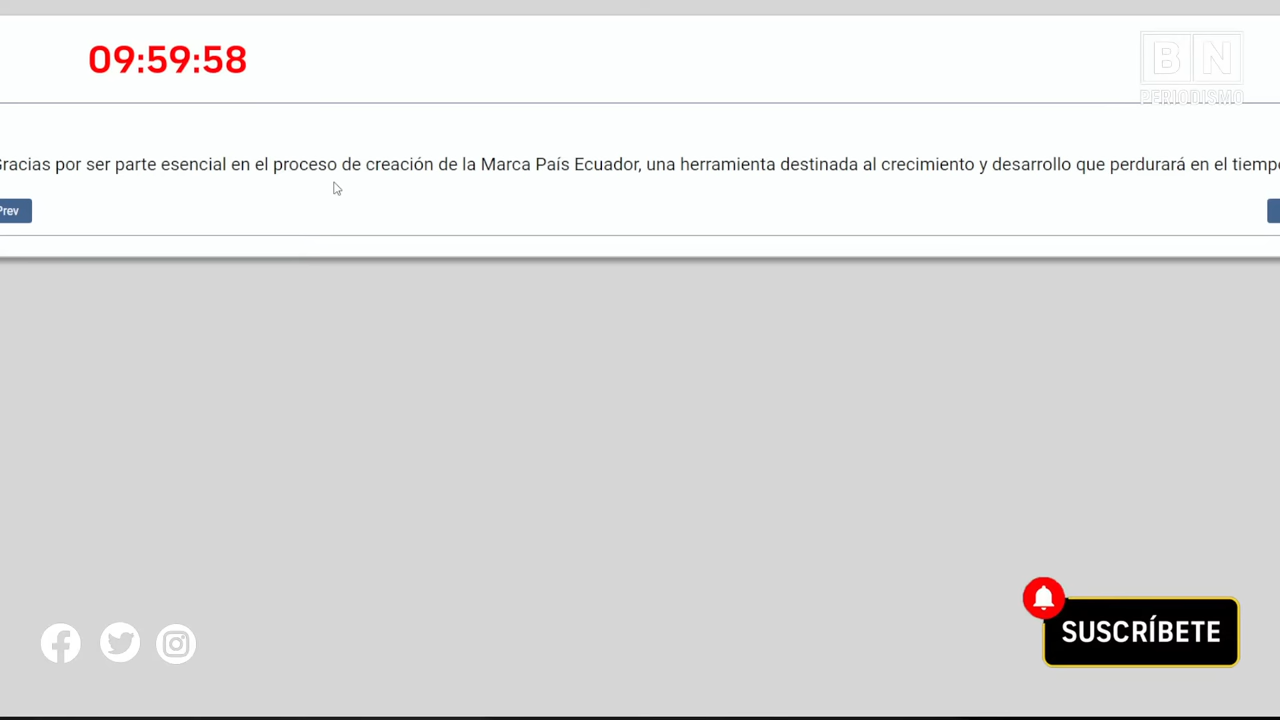 09:59:58
BN
PERIODISMO
Gracias por ser parte esencial en el proceso de creación de la Marca País Ecuador, una herramienta destinada al crecimiento y desarrollo que perdurará en el tiempo
Prev
SUSCRÍBETE